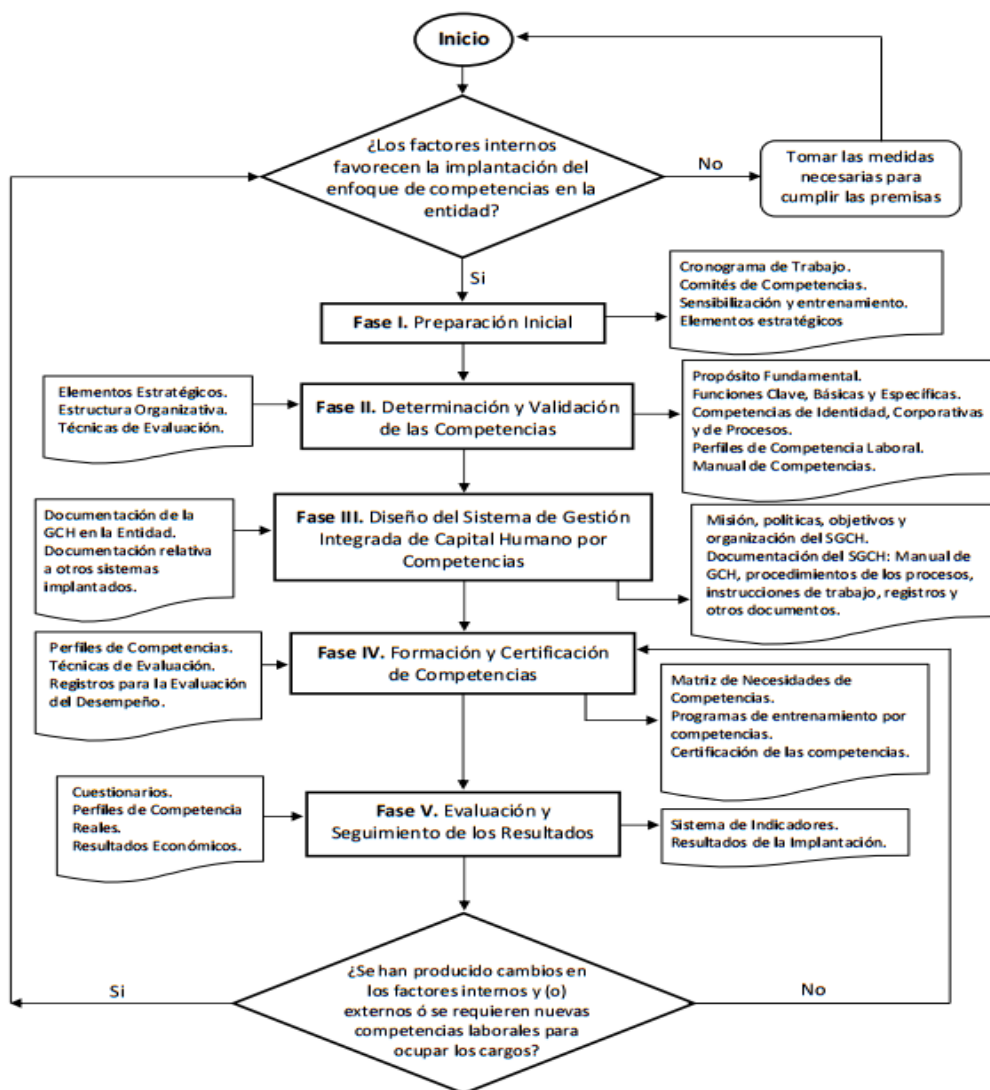 Inicio
¿Los factores internos
favorecen la implantación del
enfoque de competencias en la
entidad?
No
Tomar las medidas
necesarias para
cumplir las premisas
Si
Cronograma de Trabajo.
Comités de Competencias.
Sensibilización y entrenamiento.
Elementos estratégicos
Fase I. Preparación Inicial
Elementos Estratégicos.
Estructura Organizativa.
Técnicas de Evaluación.
Fase II. Determinación y Validación
de las Competencias
Propósito Fundamental.
Funciones Clave, Básicas y Específicas.
Competencias de Identidad, Corporativas
y de Procesos.
Perfiles de Competencia Laboral.
Manual de Competencias.
Documentación de la
GCH en la Entidad.
Documentación relativa
a otros sistemas
implantados.
Fase III. Diseño del Sistema de Gestión
Integrada de Capital Humano por
Competencias
Misión, políticas, objetivos y
organización del SGCH.
Documentación del SGCH: Manual de
GCH, procedimientos de los procesos,
instrucciones de trabajo, registros y
otros documentos.
Perfiles de Competencias.
Técnicas de Evaluación.
Registros para la Evaluación
del Desempeño.
Fase IV. Formación y Certificación
de Competencias
Matriz de Necesidades de
Competencias.
Programas de entrenamiento por
competencias.
Certificación de las competencias.
Cuestionarios.
Perfiles de Competencia
Reales.
Resultados Económicos.
Fase V. Evaluación y
Seguimiento de los Resultados
Sistema de Indicadores.
Resultados de la Implantación.
Si
¿Se han producido cambios en
los factores internos y (o)
externos ó se requieren nuevas
competencias laborales para
ocupar los cargos?
No